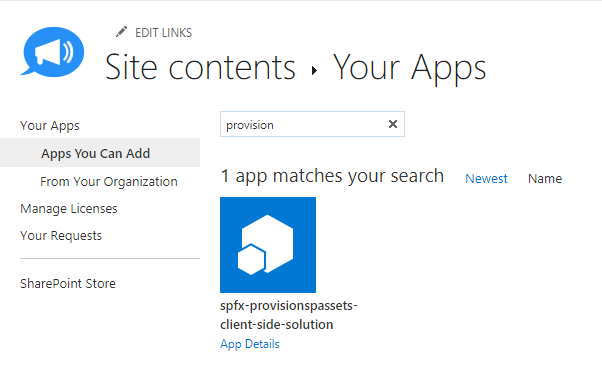 EDIT LINKS
Site contents ▸ Your Apps
Your Apps
Apps You Can Add
From Your Organization
Manage Licenses
Your Requests
SharePoint Store
provision
1 app matches your search Newest Name
spfx-provisionspassets-
client-side-solution
App Details